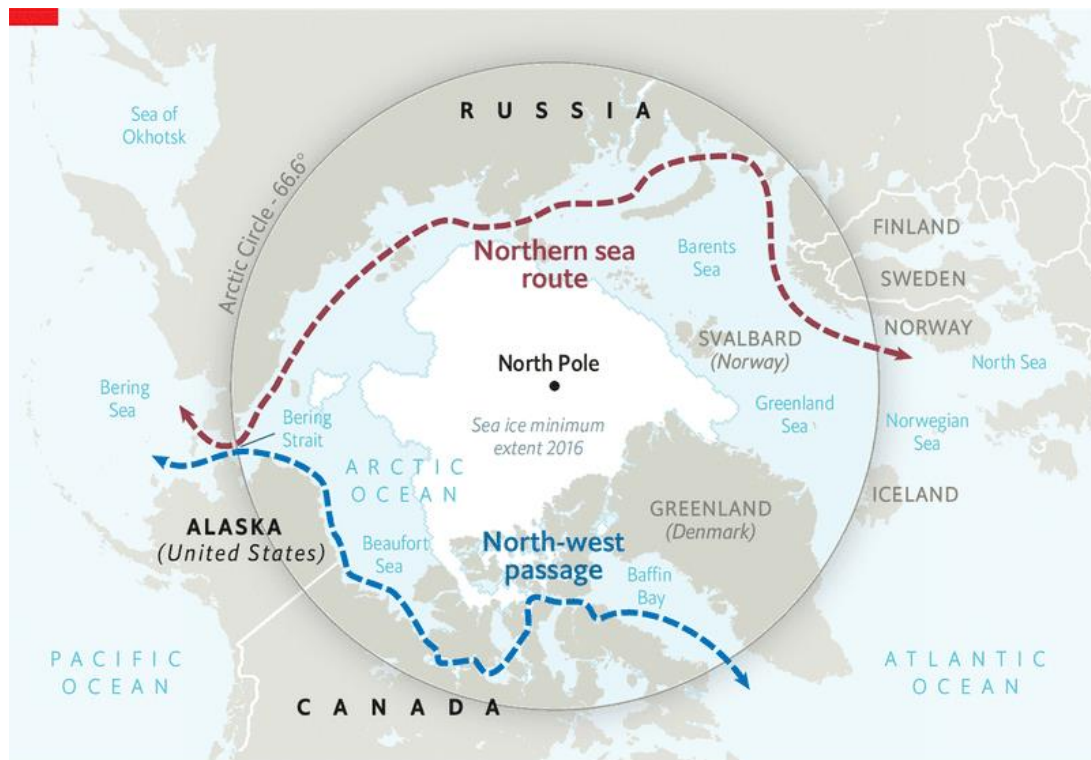 RUSSIA
Sea of
Okhotsk
Arctic Circle - 66.6°
FINLAND
Barents
Sea
Northern sea
route
SWEDEN
NORWAY
SVALBARD
(Norway)
North Sea
North Pole
Bering
Sea
Bering
Strait
Sea ice minimum
extent 2016
Greenland
Sea
Norwegian
Sea
ARCTIC
OCEAN
ICELAND
GREENLAND
(Denmark)
ALASKA
(United States)
Beaufort
Sea
North-west
passage
Baffin
Bay
PACIFIC
OCEAN
ATLANTIC
OCEAN
CANADA